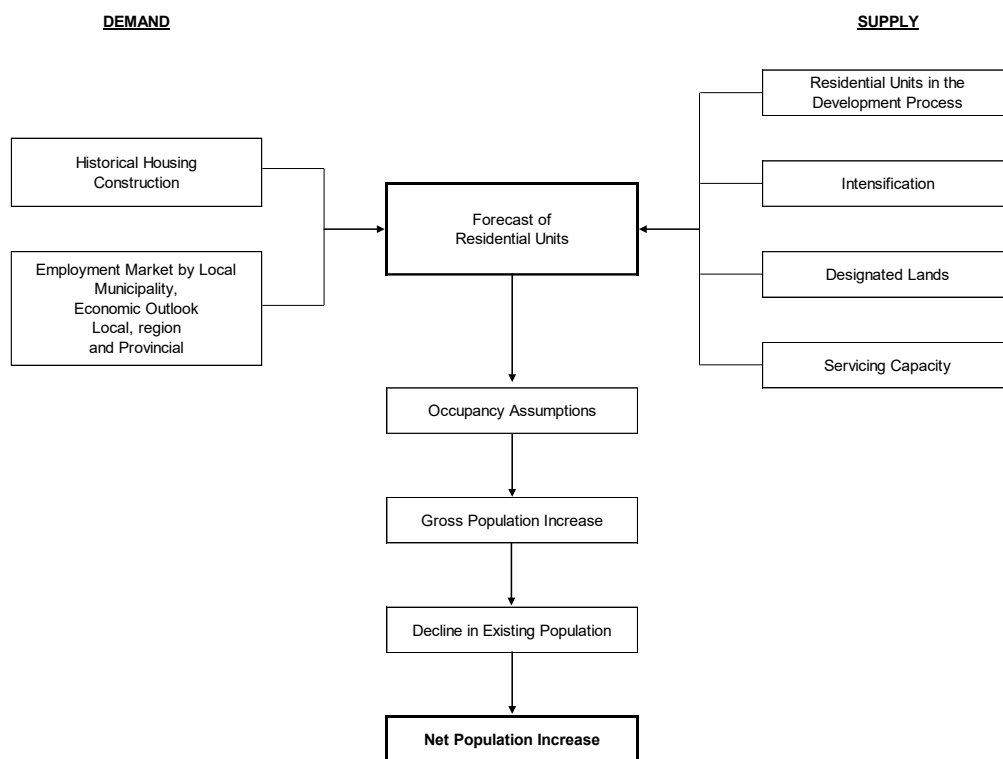 DEMAND
SUPPLY
Residential Units in the
Development Process
Historical Housing
Construction
Intensification
Forecast of
Residential Units
Employment Market by Local
Municipality,
Economic Outlook
Local, region
and Provincial
Designated Lands
Servicing Capacity
Occupancy Assumptions
Gross Population Increase
Decline in Existing Population
Net Population Increase